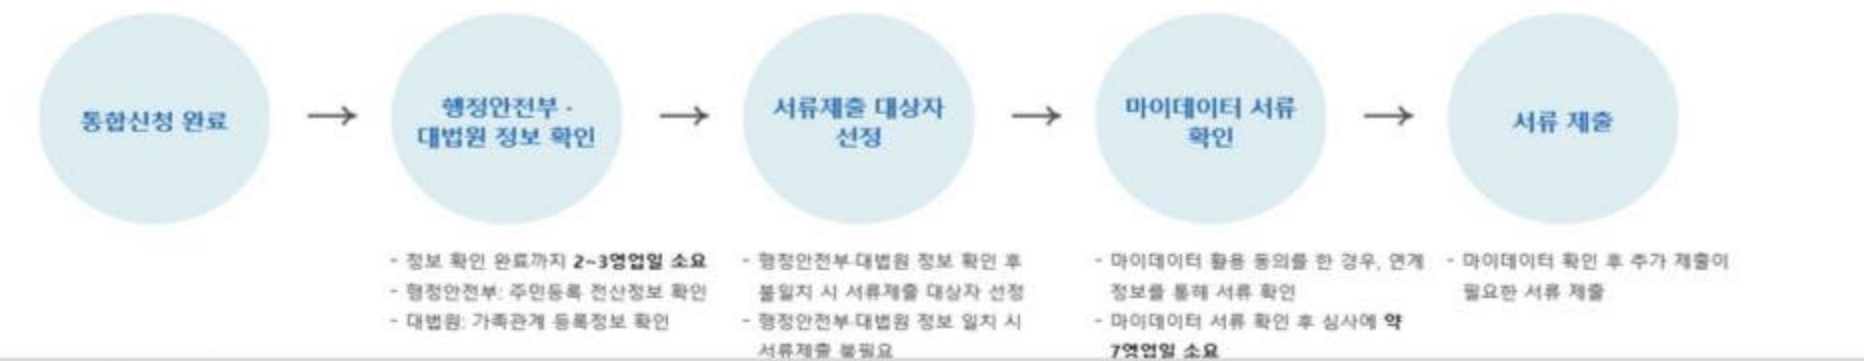 통합신청 완료
→
행정안전부 ·
대법원 정보 확인
→
서류제출 대상자
선정
→
마이데이터 서류
확인
→
서류 제출
- 정보 확인 완료까지 2~3영업일 소요
- 행정안전부: 주민등록 전산정보 확인
- 대법원: 가족관계 등록정보 확인
- 행정안전부·대법원 정보 확인 후
불일치 시 서류제출 대상자 선정
- 행정안전부·대법원 정보 일치 시
서류제출 불필요
- 마이데이터 활용 동의를 한 경우, 연계
정보를 통해 서류 확인
- 마이데이터 서류 확인 후 심사에 약
7영업일 소요
- 마이데이터 확인 후 추가 제출이
필요한 서류 제출